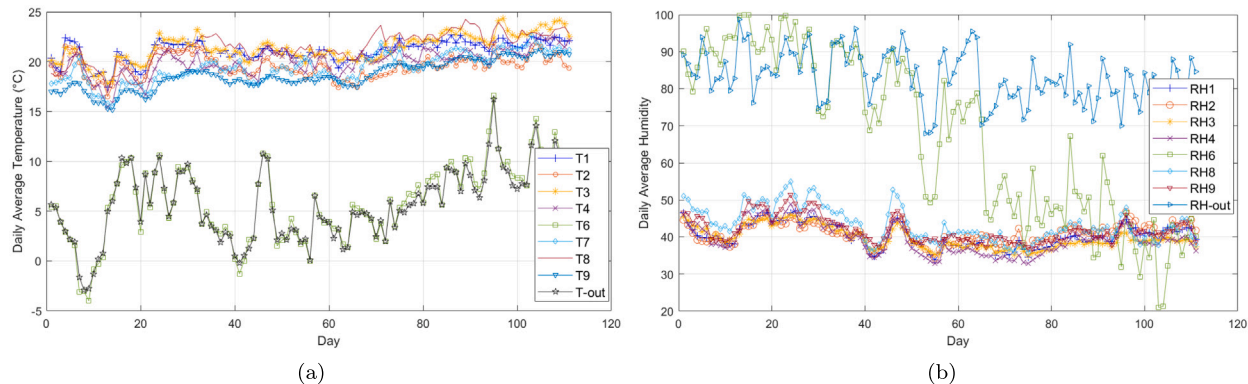 25
20
15
10
5
0
-5
0
20
40
60
80
100
120
Daily Average Temperature (°C)
Day
T1
T2
T3
T4
T6
T7
T8
T9
T-out
(a)
100
90
80
70
60
50
40
30
20
0
20
40
60
80
100
120
Daily Average Humidity
Day
RH1
RH2
RH3
RH4
RH6
RH8
RH9
RH-out
(b)